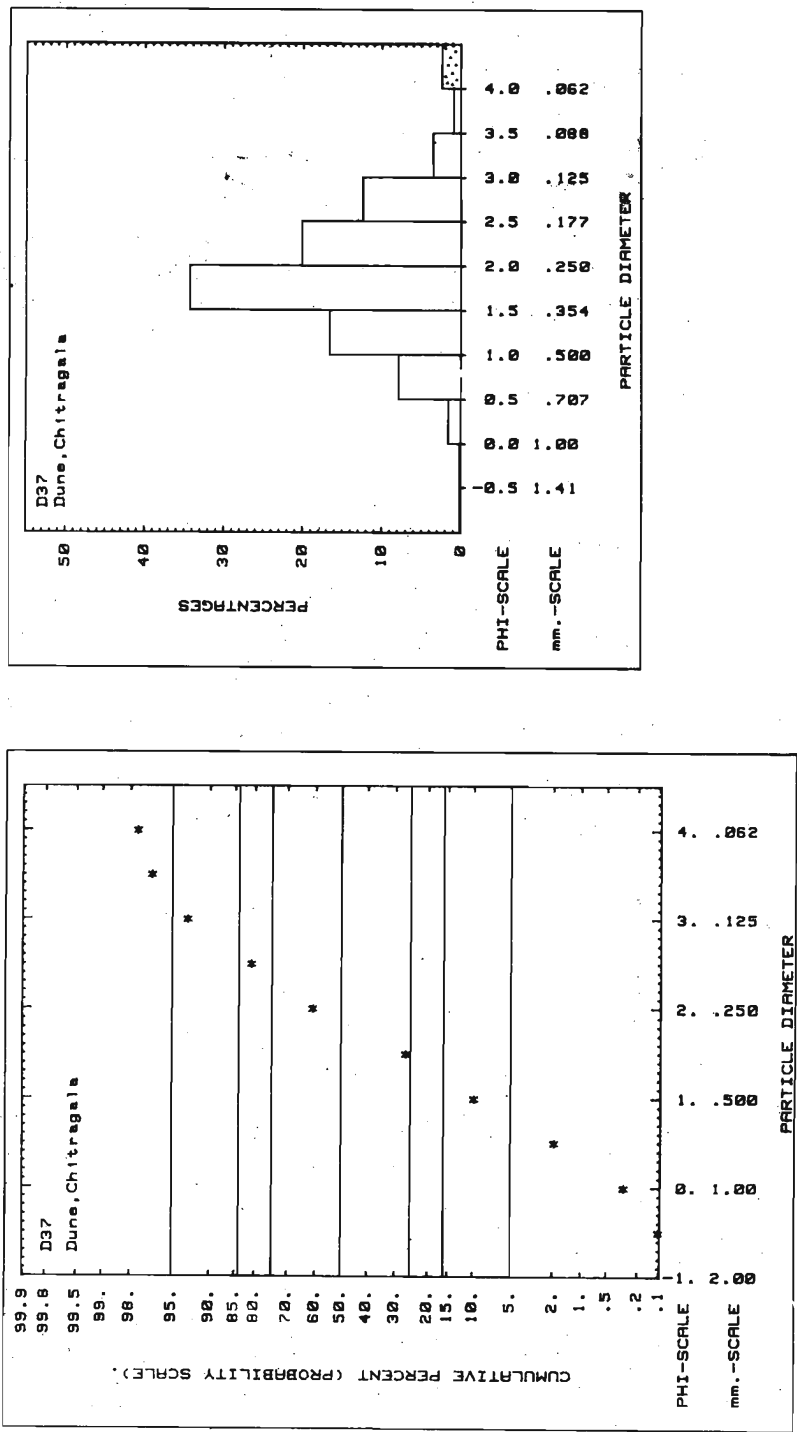 D37
Dune,Chitragala
99.9
99.8
99.5
99.
98.
95.
90.
85.
80.
70.
60.
50.
40.
30.
20.
15.
10.
5.
2.
1.
.5
.2
.1
CUMULATIVE PERCENT (PROBABILITY SCALE).
PHI-SCALE -1. 0. 1. 2. 3. 4.
mm.-SCALE 2.00 1.00 .500 .250 .125 .062
PARTICLE DIAMETER
D37
Dune,Chitragala
50
40
30
20
10
0
PERCENTAGES
PHI-SCALE -0.5 0.0 0.5 1.0 1.5 2.0 2.5 3.0 3.5 4.0
mm.-SCALE 1.41 1.00 .707 .500 .354 .250 .177 .125 .088 .062
PARTICLE DIAMETER